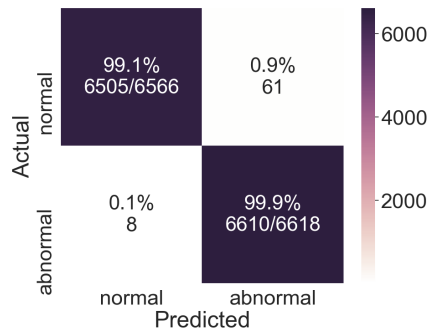 99.1%
6505/6566
0.9%
61
0.1%
8
99.9%
6610/6618
normal
abnormal
Actual
normal
abnormal
Predicted
6000
4000
2000